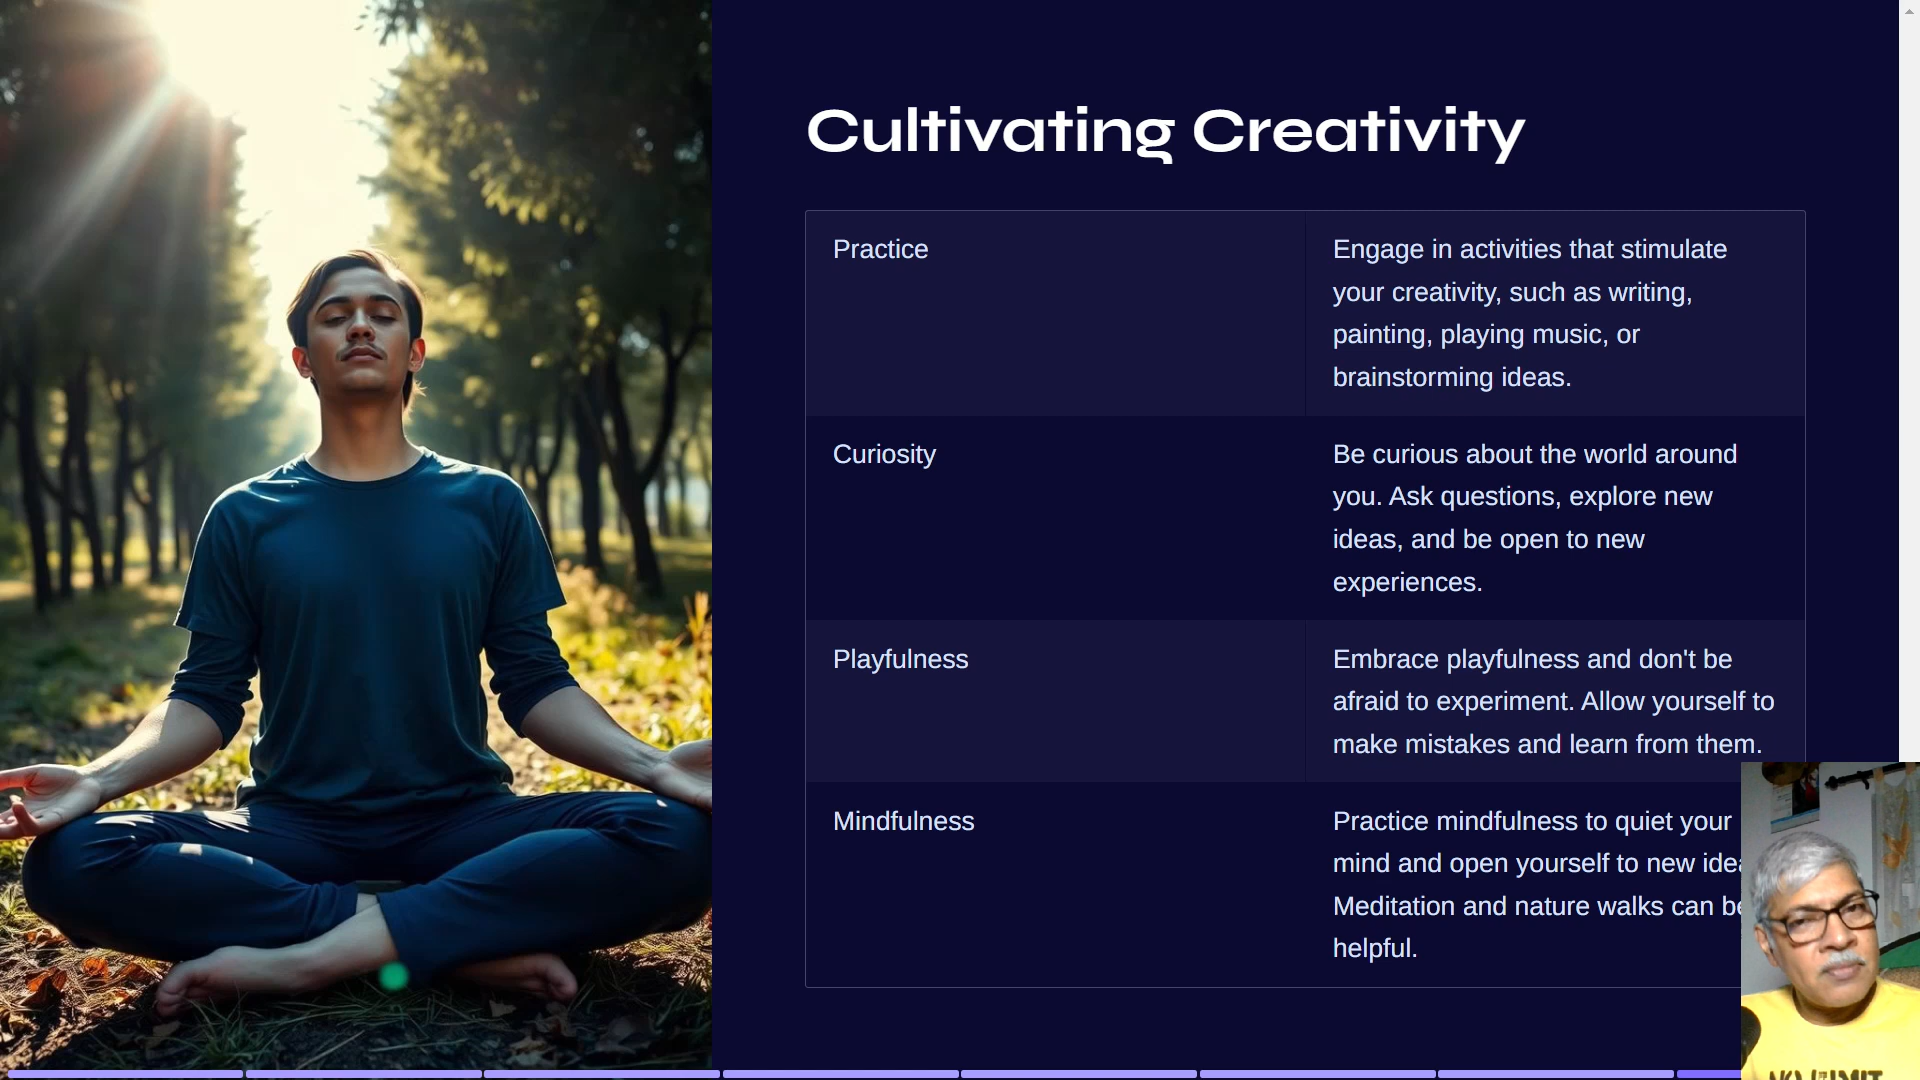 Cultivating Creativity
Practice
Engage in activities that stimulate
your creativity, such as writing,
painting, playing music, or
brainstorming ideas.
Curiosity
Be curious about the world around
you. Ask questions, explore new
ideas, and be open to new
experiences.
Playfulness
Embrace playfulness and don't be
afraid to experiment. Allow yourself to
make mistakes and learn from them.
Mindfulness
Practice mindfulness to quiet your
mind and open yourself to new
Meditation and nature walks can
helpful.